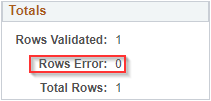 Totals
Rows Validated: 1
Rows Error: 0
Total Rows: 1